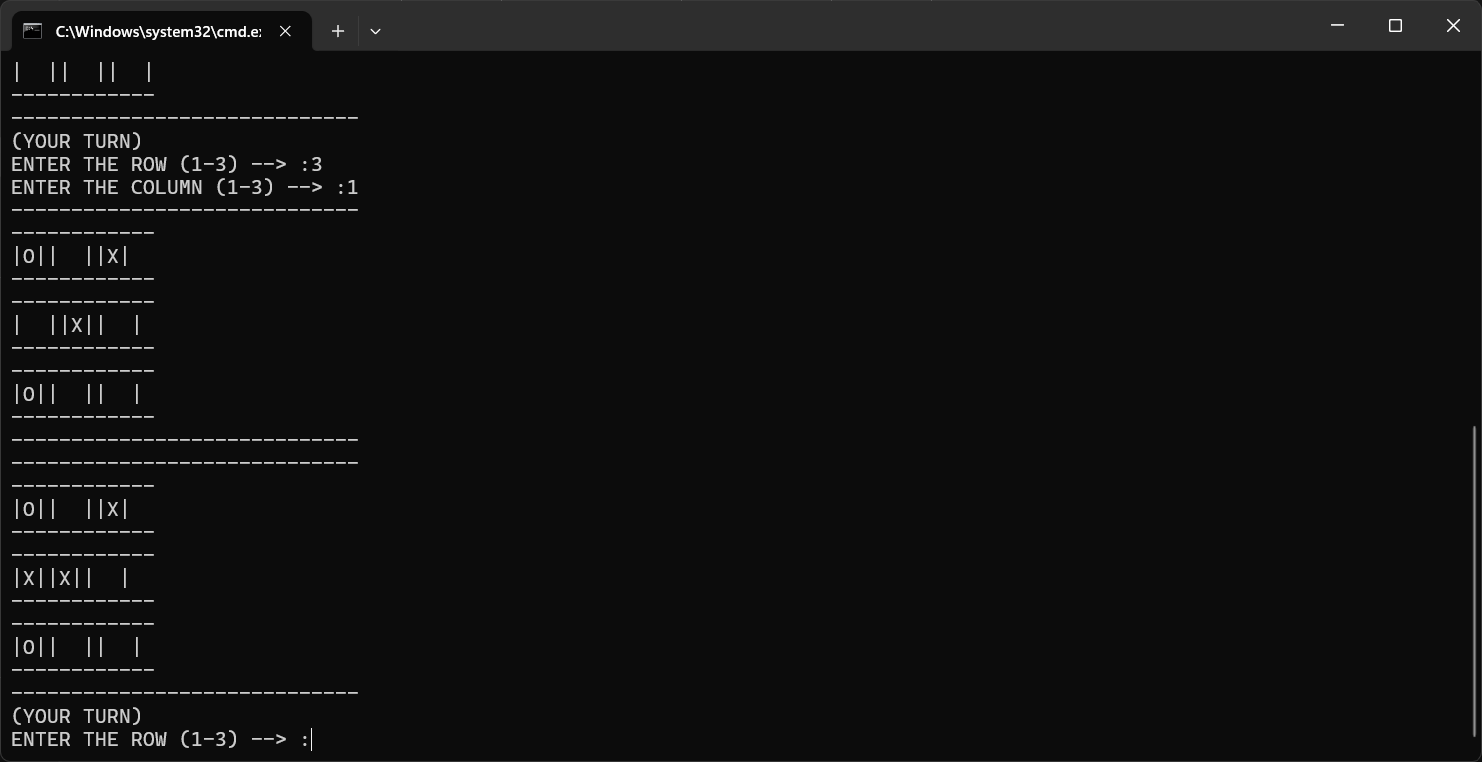 C:\Windows\system32\cmd.e
|  ||  ||  |
------------
-----------------------------
(YOUR TURN)
ENTER THE ROW (1-3) --> :3
ENTER THE COLUMN (1-3) --> :1
-----------------------------
------------
|O||  ||X|
------------
------------
|  ||X||  |
------------
------------
|O||  ||  |
------------
-----------------------------
-----------------------------
------------
|O||  ||X|
------------
------------
|X||X||  |
------------
------------
|O||  ||  |
------------
-----------------------------
(YOUR TURN)
ENTER THE ROW (1-3) --> :